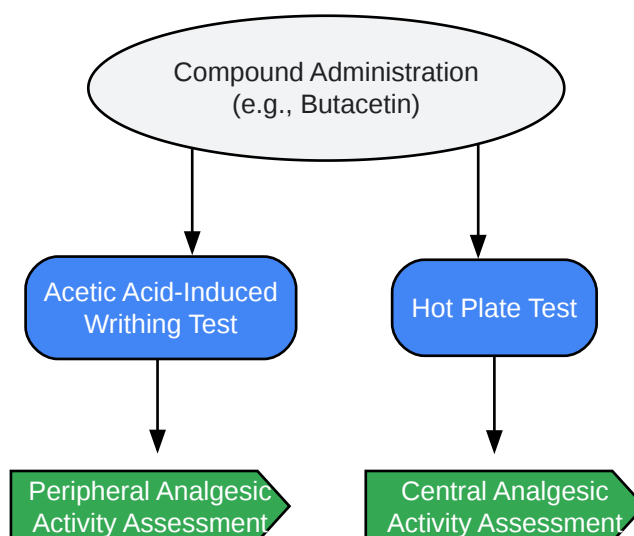 Compound Administration
(e.g., Butacetin)
Acetic Acid-Induced
Writhing Test
Hot Plate Test
Peripheral Analgesic
Activity Assessment
Central Analgesic
Activity Assessment